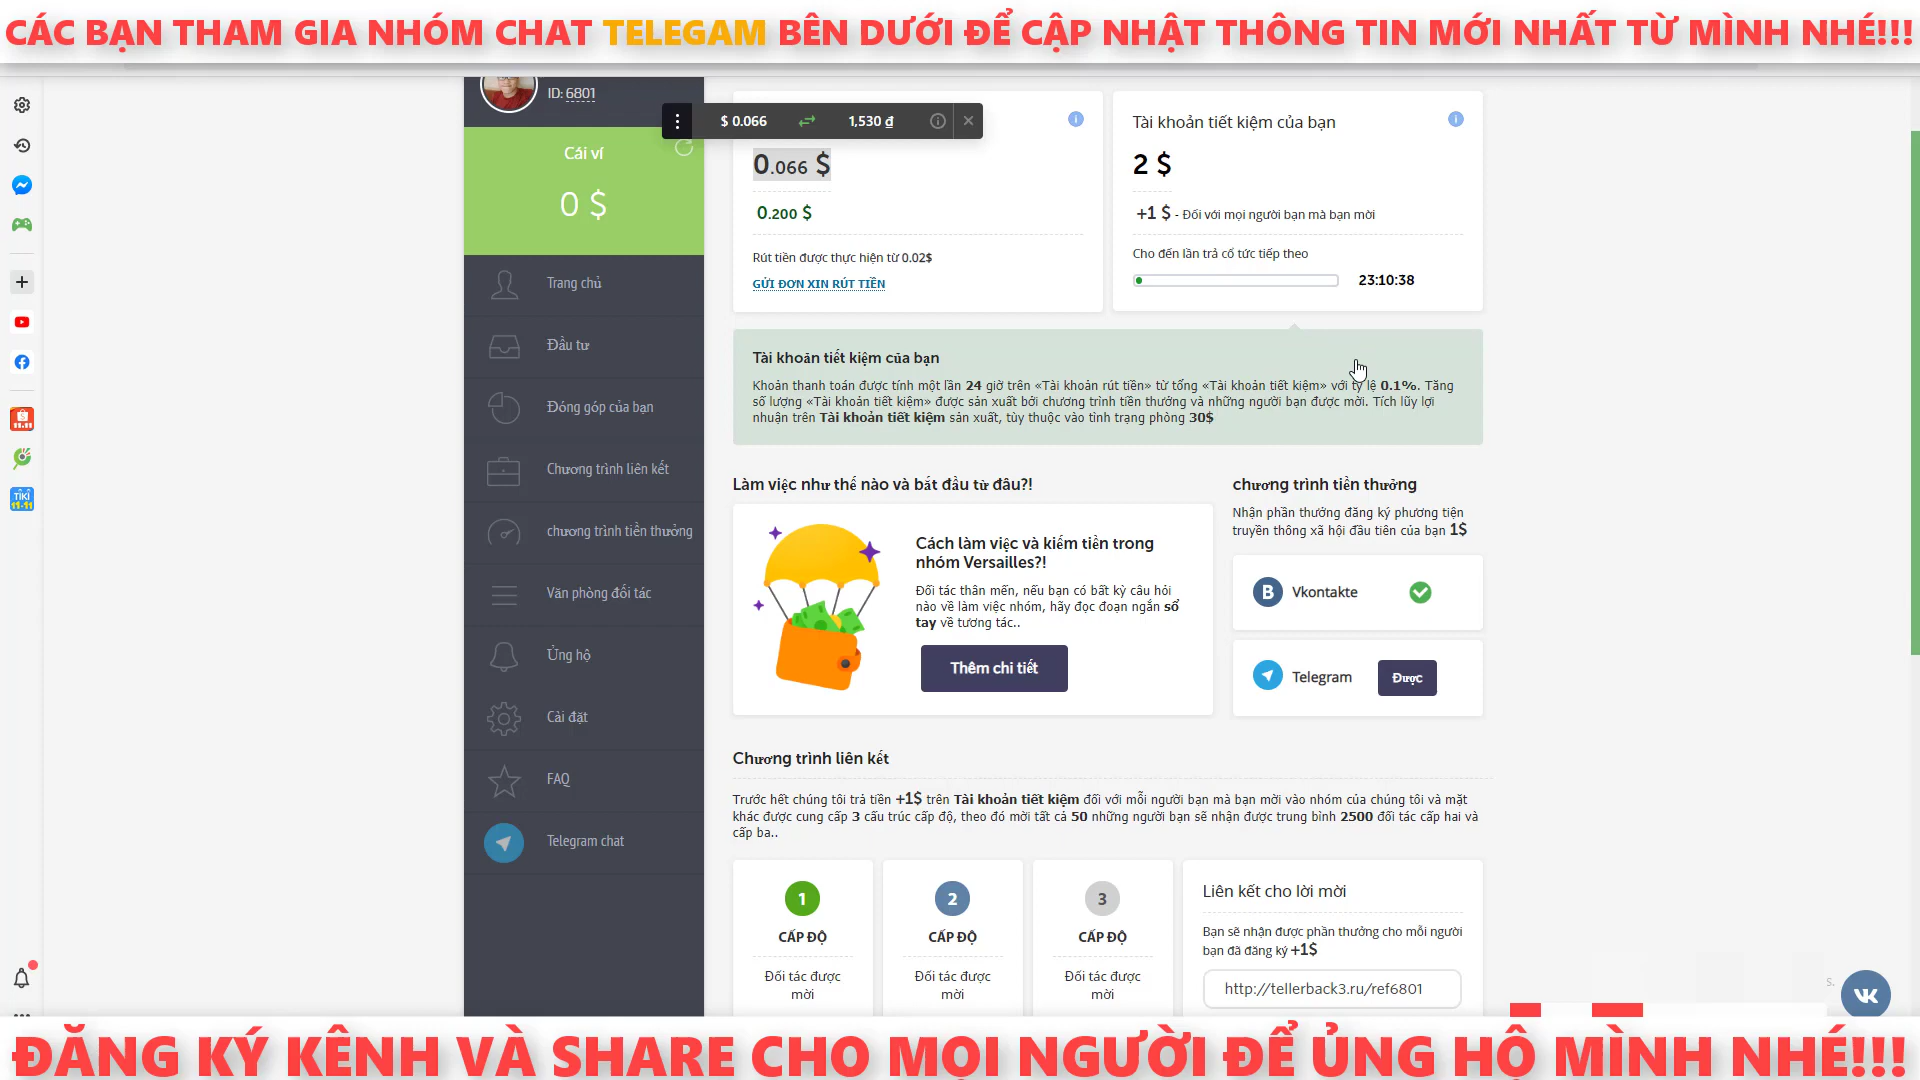 CÁC BẠN THAM GIA NHÓM CHAT TELEGAM BÊN DƯỚI ĐỂ CẬP NHẬT THÔNG TIN MỚI NHẤT TỪ MÌNH NHÉ!!!
ID: 6801
Cái ví
0 $
Trang chủ
Đầu tư
Đóng góp của bạn
Chương trình liên kết
chương trình tiền thưởng
Văn phòng đối tác
Ủng hộ
Cài đặt
FAQ
Telegram chat
$ 0.066
1,530 ₫
0.066 $
0.200 $
Rút tiền được thực hiện từ 0.02$
GỬI ĐƠN XIN RÚT TIỀN
Tài khoản tiết kiệm của bạn
2 $
+1 $ - Đối với mọi người bạn mà bạn mời
Cho đến lần trả cổ tức tiếp theo
23:10:38
Tài khoản tiết kiệm của bạn
Khoản thanh toán được tính một lần 24 giờ trên «Tài khoản rút tiền» từ tổng «Tài khoản tiết kiệm» với tỷ lệ 0.1%. Tăng
số lượng «Tài khoản tiết kiệm» được sản xuất bởi chương trình tiền thưởng và những người bạn được mời. Tích lũy lợi
nhuận trên Tài khoản tiết kiệm sản xuất, tùy thuộc vào tình trạng phòng 30$
Làm việc như thế nào và bắt đầu từ đâu?!
Cách làm việc và kiếm tiền trong
nhóm Versailles?!
Đối tác thân mến, nếu bạn có bất kỳ câu hỏi
nào về làm việc nhóm, hãy đọc đoạn ngắn sổ
tay về tương tác..
Thêm chi tiết
chương trình tiền thưởng
Nhận phần thưởng đăng ký phương tiện
truyền thông xã hội đầu tiên của bạn 1$
B Vkontakte
Telegram
Được
Chương trình liên kết
Trước hết chúng tôi trả tiền +1$ trên Tài khoản tiết kiệm đối với mỗi người bạn mà bạn mời vào nhóm của chúng tôi và mặt
khác được cung cấp 3 cấu trúc cấp độ, theo đó mời tất cả 50 những người bạn sẽ nhận được trung bình 2500 đối tác cấp hai và
cấp ba..
1
CẤP ĐỘ
Đối tác được
mời
2
CẤP ĐỘ
Đối tác được
mời
3
CẤP ĐỘ
Đối tác được
mời
Liên kết cho lời mời
Bạn sẽ nhận được phần thưởng cho mỗi người
bạn đã đăng ký +1$
http://tellerback3.ru/ref6801
TIKI
11-11
11.11
s.
ĐĂNG KÝ KÊNH VÀ SHARE CHO MỌI NGƯỜI ĐỂ ỦNG HỘ MÌNH NHÉ!!!